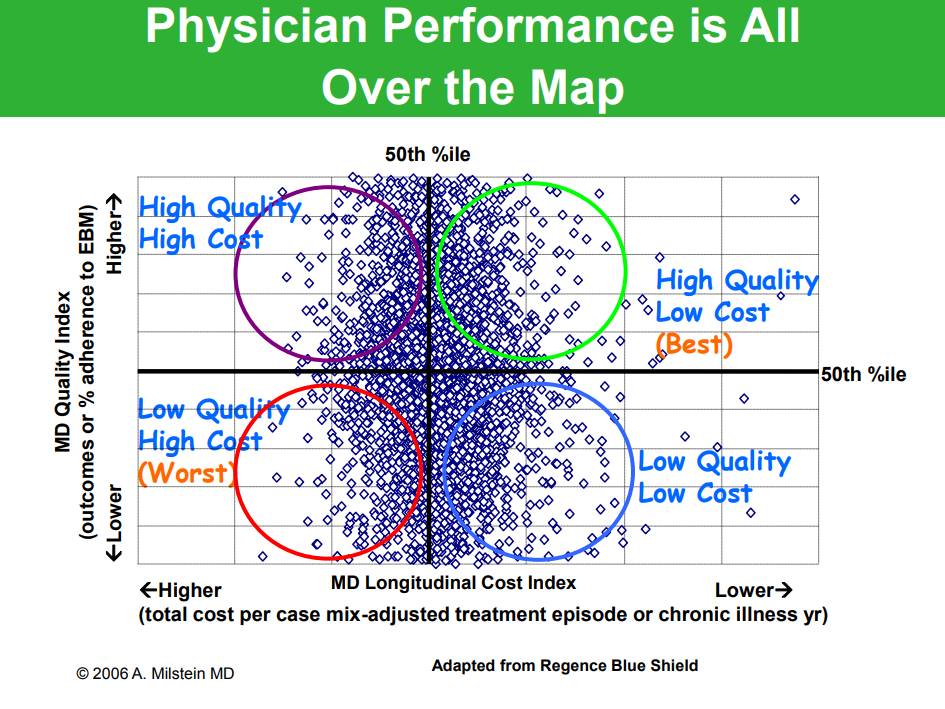 Physician Performance is All
Over the Map
50th %ile
High Quality
High Cost
High Quality
Low Cost
(Best)
50th %ile
Low Quality
High Cost
(Worst)
Low Quality
Low Cost
MD Quality Index
(outcomes or % adherence to EBM)
Higher→
←Lower
←Higher
MD Longitudinal Cost Index
Lower→
(total cost per case mix-adjusted treatment episode or chronic illness yr)
Adapted from Regence Blue Shield
© 2006 A. Milstein MD